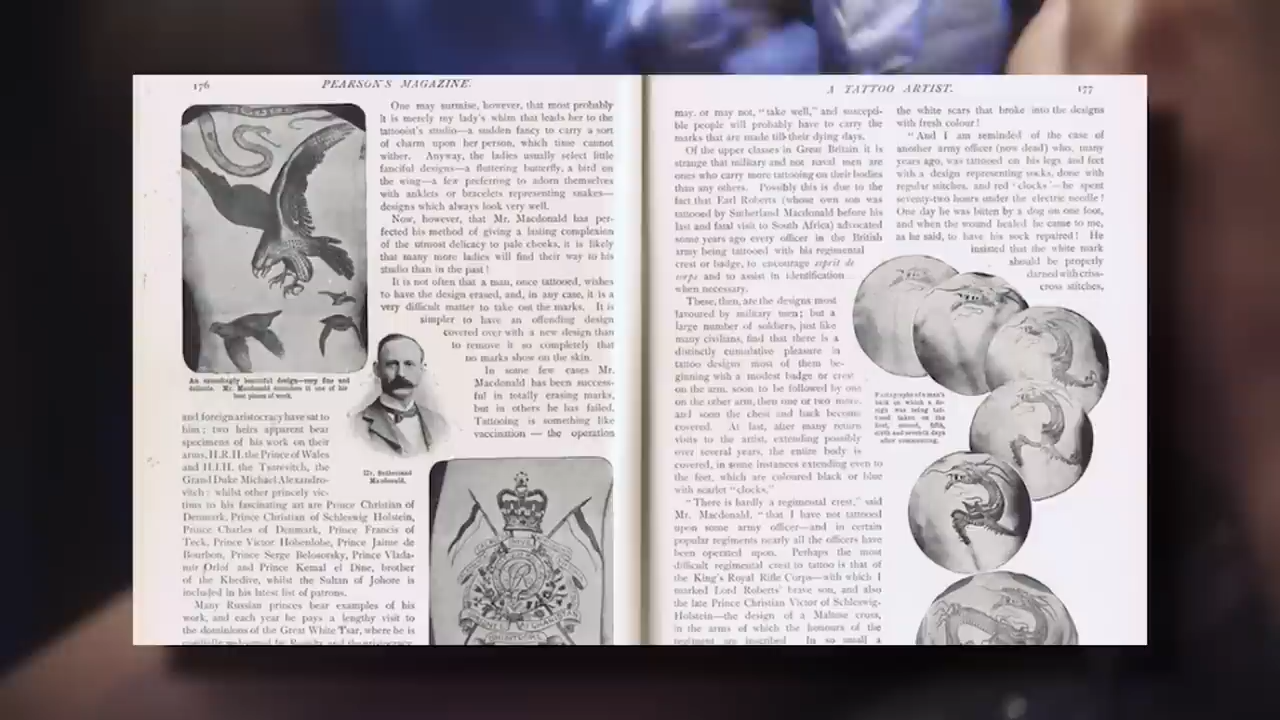 176
PEARSON'S MAGAZINE.
One may surmise, however, that most probably
it is merely my lady's whim that leads her to the
tattooist's studio—a sudden fancy to carry a sort
of charm upon her person, which time cannot
wither. Anyway, the ladies usually select little
fanciful designs—a fluttering butterfly, a bird on
the wing—a few preferring to adorn themselves
with anklets or bracelets representing snakes—
designs which always look very well.
Now, however, that Mr. Macdonald has per-
fected his method of giving a lasting complexion
of the utmost delicacy to pale cheeks, it is likely
that many more ladies will find their way to his
studio than in the past!
It is not often that a man, once tattooed, wishes
to have the design erased, and, in any case, it is a
very difficult matter to take out the marks. It is
simpler to have an offending design
covered over with a new design than
to remove it so completely that
no marks show on the skin.
In some few cases Mr.
Macdonald has been success-
ful in totally erasing marks,
but in others he has failed.
Tattooing is something like
vaccination — the operation
An exceedingly beautiful design—very fine and
delicate. Mr. Macdonald considers it one of his
best pieces of work.
Mr. Sutherland
Macdonald.
and foreign aristocracy have sat to
him; two heirs apparent bear
specimens of his work on their
arms, H.R.H. the Prince of Wales
and H.I.H. the Tsarevitch, the
Grand Duke Michael Alexandro-
vitch: whilst other princely vic-
tims to his fascinating art are Prince Christian of
Denmark, Prince Christian of Schleswig Holstein,
Prince Charles of Denmark, Prince Francis of
Teck, Prince Victor Hohenlohe, Prince Jaime de
Bourbon, Prince Serge Belosorsky, Prince Vlada-
mir Orlof and Prince Kemal el Dine, brother
of the Khedive, whilst the Sultan of Johore is
included in his latest list of patrons.
Many Russian princes bear examples of his
work, and each year he pays a lengthy visit to
the dominions of the Great White Tsar, where he is
A TATTOO ARTIST.
177
may, or may not, "take well," and suscepti-
ble people will probably have to carry the
marks that are made till their dying days.
Of the upper classes in Great Britain it is
strange that military and not naval men are
ones who carry more tattooing on their bodies
than any others. Possibly this is due to the
fact that Earl Roberts (whose own son was
tattooed by Sutherland Macdonald before his
last and fatal visit to South Africa) advocated
some years ago every officer in the British
army being tattooed with his regimental
crest or badge, to encourage esprit de
corps and to assist in identification
when necessary.
These, then, are the designs most
favoured by military men; but a
large number of soldiers, just like
many civilians, find that there is a
distinctly cumulative pleasure in
tattoo designs most of them be-
ginning with a modest badge or crest
on the arm, soon to be followed by one
on the other arm, then one or two more,
and soon the chest and back become
covered. At last, after many return
visits to the artist, extending possibly
over several years, the entire body is
covered, in some instances extending even to
the feet, which are coloured black or blue
with scarlet "clocks."
"There is hardly a regimental crest," said
Mr. Macdonald, "that I have not tattooed
upon some army officer—and in certain
popular regiments nearly all the officers have
been operated upon. Perhaps the most
difficult regimental crest to tattoo is that of
the King's Royal Rifle Corps—with which I
marked Lord Roberts' brave son, and also
the late Prince Christian Victor of Schleswig-
Holstein—the design of a Maltese cross,
in the arms of which the honours of the
regiment are inscribed. In so small a
the white scars that broke into the designs
with fresh colour!
"And I am reminded of the case of
another army officer (now dead) who, many
years ago, was tattooed on his legs and feet
with a design representing socks, done with
regular stitches, and red 'clocks'—he spent
seventy-two hours under the electric needle!
One day he was bitten by a dog on one foot,
and when the wound healed he came to me,
as he said, to have his sock repaired! He
insisted that the white mark
should be properly
darned with criss-
cross stitches,
Photographs of a man's
back on which a de-
sign was being tat-
tooed taken on the
first, second, fifth,
sixth and seventh days
after commencing.